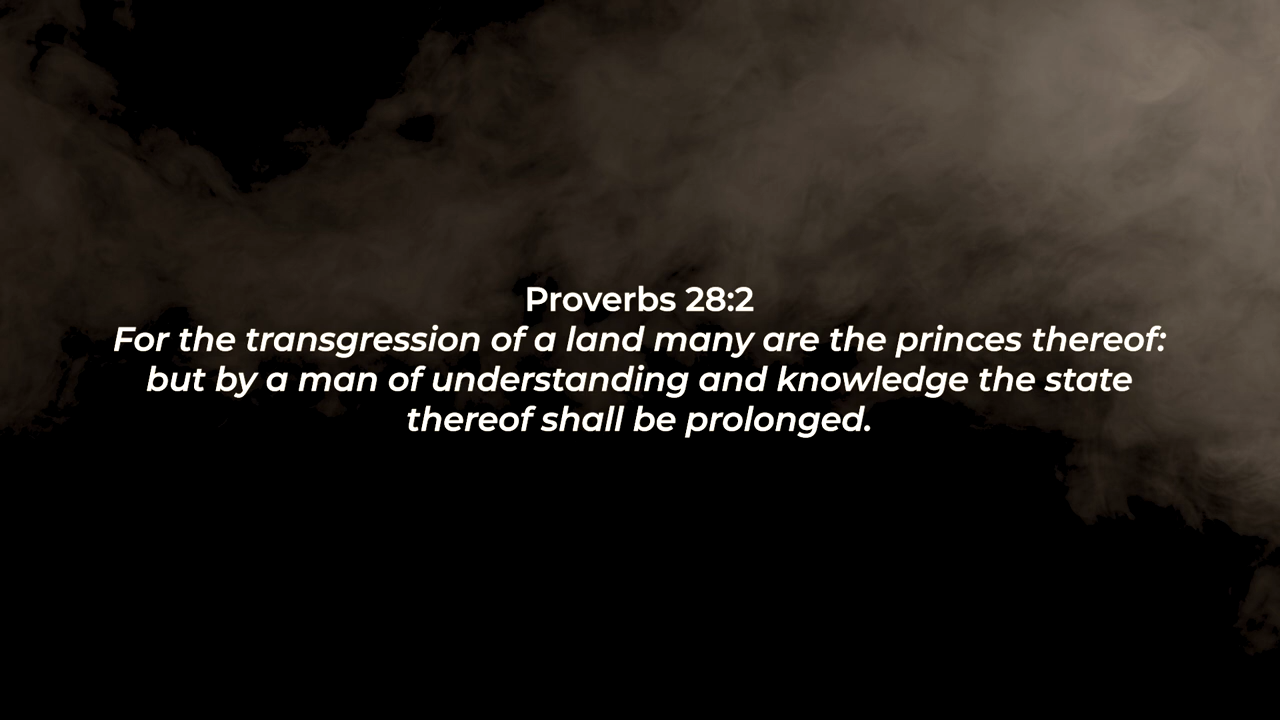 Proverbs 28:2
For the transgression of a land many are the princes thereof:
but by a man of understanding and knowledge the state
thereof shall be prolonged.